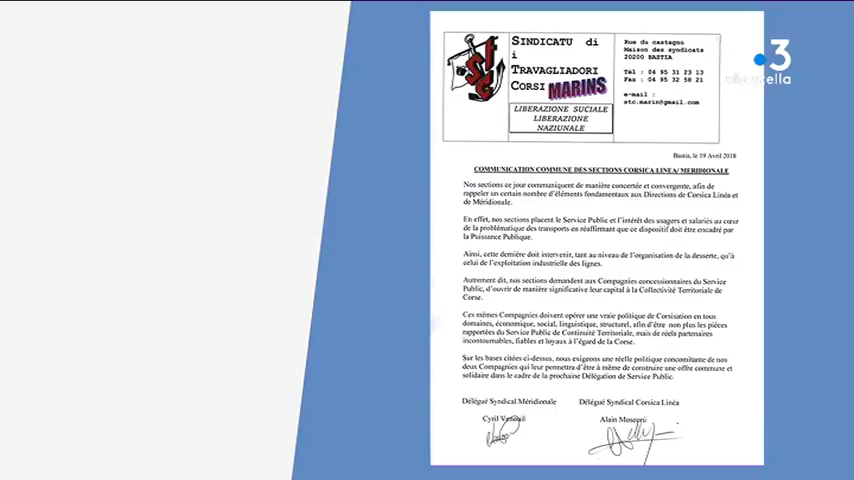 SINDICATU di
i
TRAVAGLIADORI
CORSI MARINS
LIBERAZIONE SUCIALE
LIBERAZIONE
NAZIUNALE
Rue du castagnu
Maison des syndicats
20200 BASTIA
Tél : 04 95 31 23 13
Fax : 04 95 32 58 21
e-mail :
stc.marin@gmail.com
3
via stella
Bastia, le 19 Avril 2018
COMMUNICATION COMMUNE DES SECTIONS CORSICA LINEA/ MERIDIONALE
Nos sections ce jour communiquent de manière concertée et convergente, afin de
rappeler un certain nombre d'éléments fondamentaux aux Directions de Corsica Linéa et
de Méridionale.
En effet, nos sections placent le Service Public et l'intérêt des usagers et salariés au cœur
de la problématique des transports en réaffirmant que ce dispositif doit être encadré par
la Puissance Publique.
Ainsi, cette dernière doit intervenir, tant au niveau de l'organisation de la desserte, qu'à
celui de l'exploitation industrielle des lignes.
Autrement dit, nos sections demandent aux Compagnies concessionnaires du Service
Public, d'ouvrir de manière significative leur capital à la Collectivité Territoriale de
Corse.
Ces mêmes Compagnies doivent opérer une vraie politique de Corsisation en tous
domaines, économique, social, linguistique, structurel, afin d'être non plus les pièces
rapportées du Service Public de Continuité Territoriale, mais de réels partenaires
incontournables, fiables et loyaux à l'égard de la Corse.
Sur les bases citées ci-dessus, nous exigeons une réelle politique concomitante de nos
deux Compagnies qui leur permettra d'être à même de construire une offre commune et
solidaire dans le cadre de la prochaine Délégation de Service Public.
Délégué Syndical Méridionale Délégué Syndical Corsica Linéa
Cyril Alain Mosconi